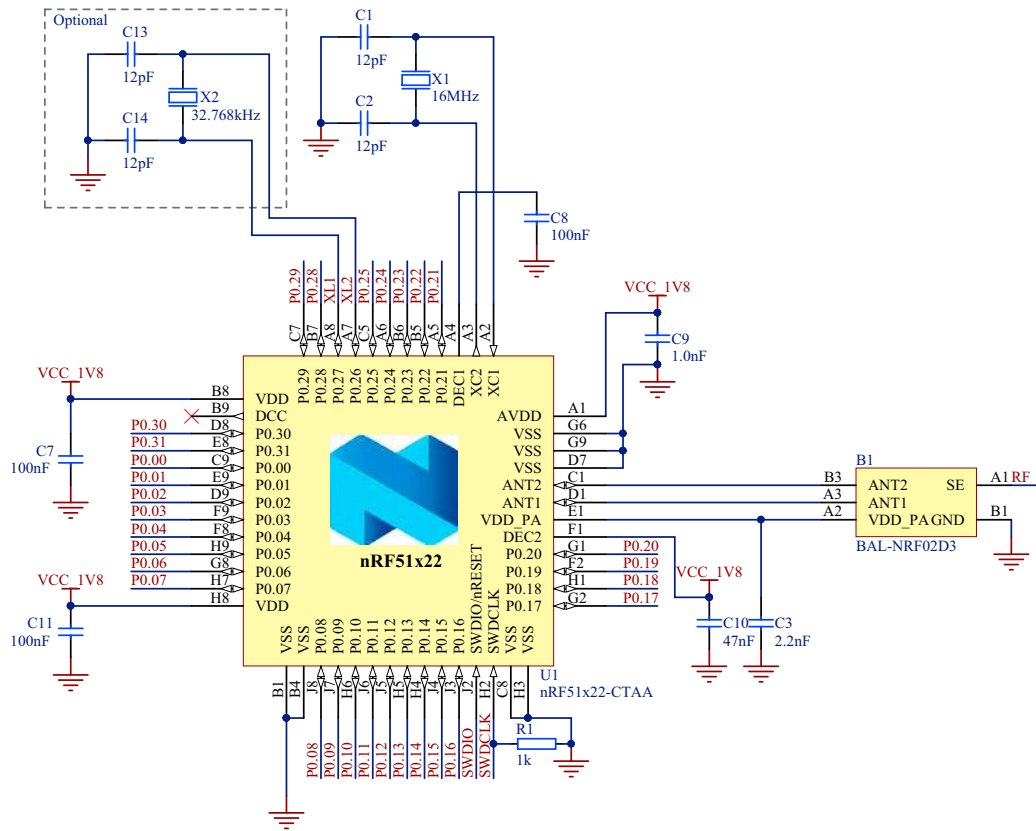 Optional
C13
12pF
X2
32.768kHz
C14
12pF
C1
12pF
X1
16MHz
C2
12pF
C8
100nF
P0.29
P0.28
XL1
XL2
P0.25
P0.24
P0.23
P0.22
P0.21
C7
B7
A8
A7
C5
A6
B6
B5
A5
A4
A3
A2
P0.29
P0.28
P0.27
P0.26
P0.25
P0.24
P0.23
P0.22
P0.21
DEC1
XC2
XC1
VCC_1V8
C9
1.0nF
VCC_1V8
C7
100nF
B8 VDD
B9 DCC
P0.30 D8 P0.30
P0.31 E8 P0.31
P0.00 C9 P0.00
P0.01 E9 P0.01
P0.02 D9 P0.02
P0.03 F9 P0.03
P0.04 F8 P0.04
P0.05 H9 P0.05
P0.06 G8 P0.06
P0.07 H7 P0.07
H8 VDD
VCC_1V8
C11
100nF
nRF51x22
AVDD A1
VSS G6
VSS G9
VSS D7
ANT2 C1
ANT1 D1
VDD_PA E1
DEC2 F1
P0.20 G1 P0.20
P0.19 F2 P0.19
P0.18 H1 P0.18
P0.17 G2 P0.17
B1
B3 ANT2 SE A1 RF
A3 ANT1
A2 VDD_PA GND B1
BAL-NRF02D3
VCC_1V8
C10
47nF
C3
2.2nF
VSS
VSS
P0.08
P0.09
P0.10
P0.11
P0.12
P0.13
P0.14
P0.15
P0.16
SWDIO/nRESET
SWDCLK
VSS
VSS
U1
nRF51x22-CTAA
B1
B4
J8
J7
H6
J6
J5
H5
H4
J4
J3
J2
H2
C8
H3
P0.08
P0.09
P0.10
P0.11
P0.12
P0.13
P0.14
P0.15
P0.16
SWDIO
SWDCLK
R1
1k